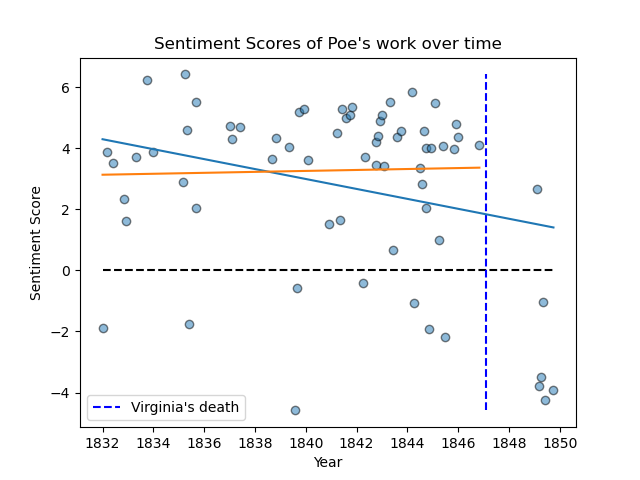 Sentiment Scores of Poe's work over time
Sentiment Score
6
4
2
0
−2
−4
Virginia's death
1832 1834 1836 1838 1840 1842 1844 1846 1848 1850
Year